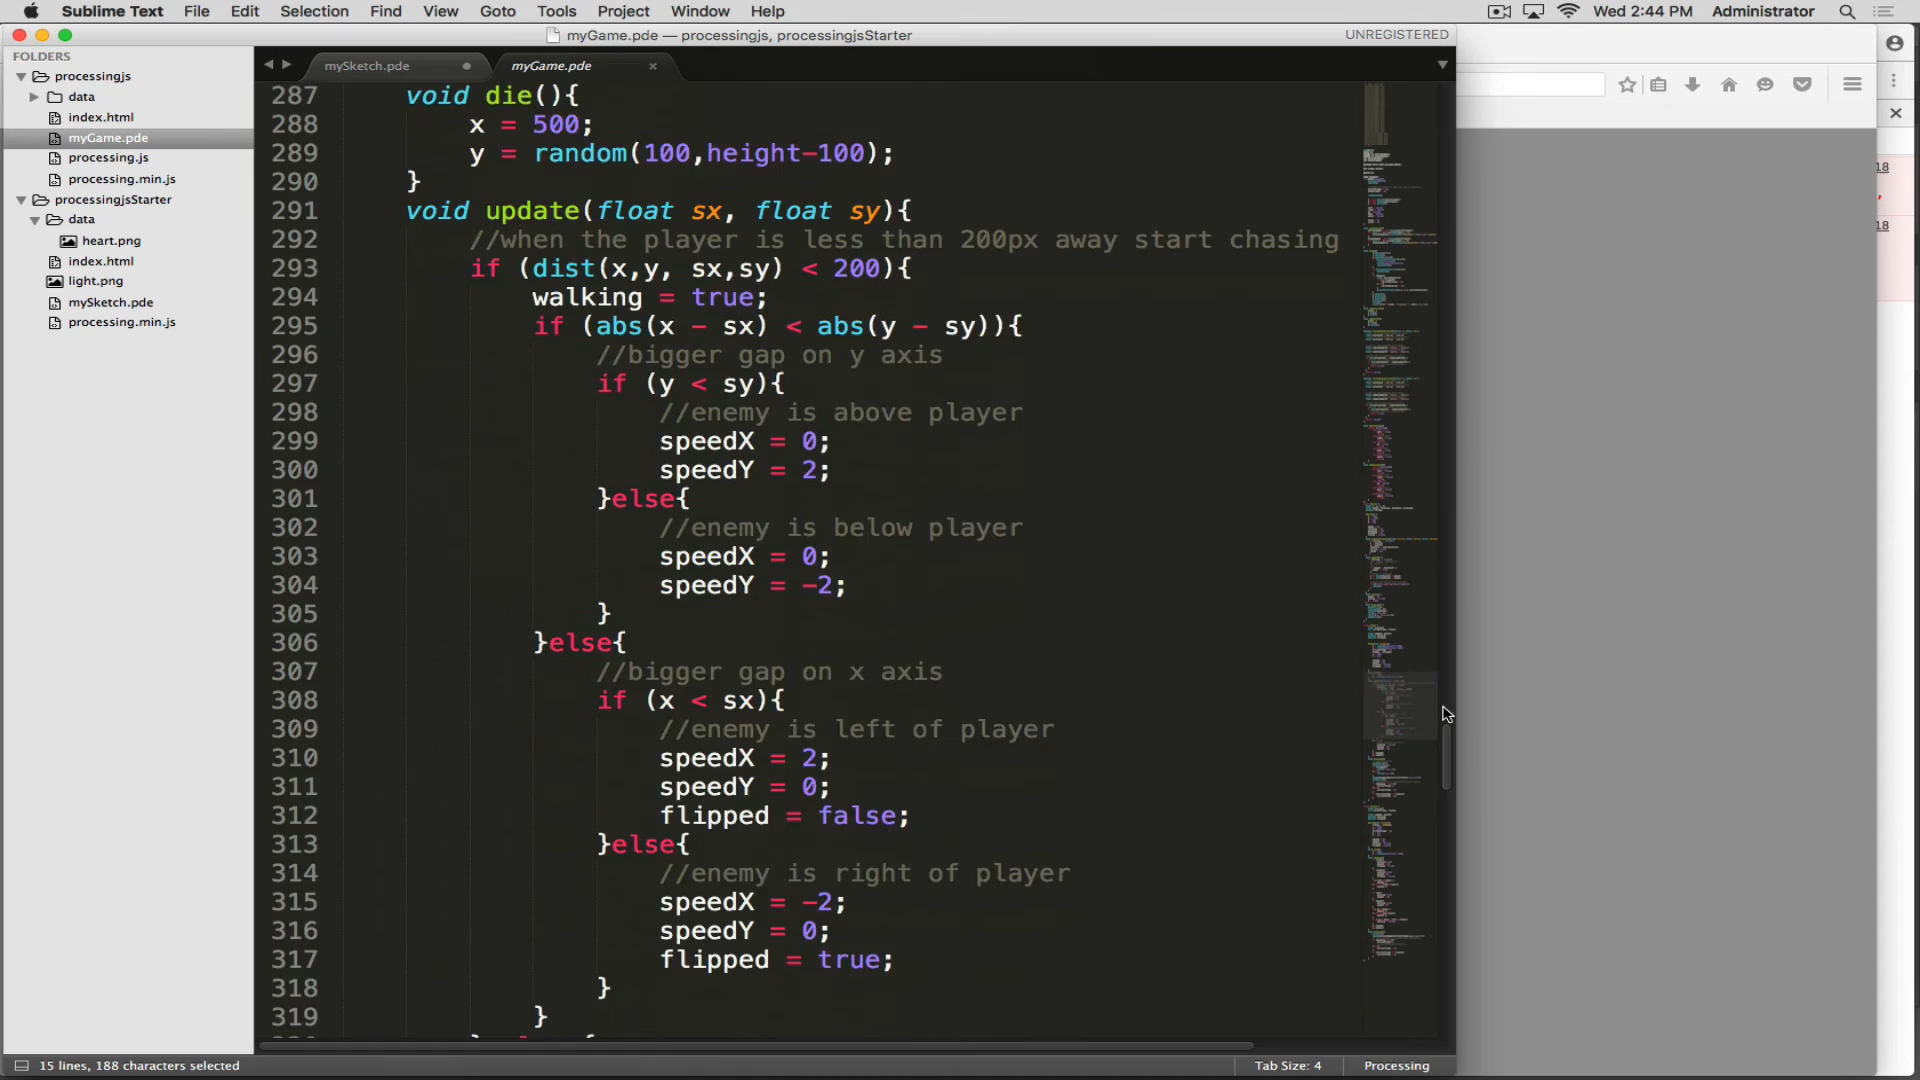 Sublime Text File Edit Selection Find View Goto Tools Project Window Help Wed 2:44 PM Administrator
myGame.pde — processingjs, processingjsStarter UNREGISTERED
FOLDERS
processingjs
data
index.html
myGame.pde
processing.js
processing.min.js
processingjsStarter
data
heart.png
index.html
light.png
mySketch.pde
processing.min.js
mySketch.pde myGame.pde
287 void die(){
288 x = 500;
289 y = random(100,height-100);
290 }
291 void update(float sx, float sy){
292 //when the player is less than 200px away start chasing
293 if (dist(x,y, sx,sy) < 200){
294 walking = true;
295 if (abs(x - sx) < abs(y - sy)){
296 //bigger gap on y axis
297 if (y < sy){
298 //enemy is above player
299 speedX = 0;
300 speedY = 2;
301 }else{
302 //enemy is below player
303 speedX = 0;
304 speedY = -2;
305 }
306 }else{
307 //bigger gap on x axis
308 if (x < sx){
309 //enemy is left of player
310 speedX = 2;
311 speedY = 0;
312 flipped = false;
313 }else{
314 //enemy is right of player
315 speedX = -2;
316 speedY = 0;
317 flipped = true;
318 }
319 }
18
18
15 lines, 188 characters selected Tab Size: 4 Processing